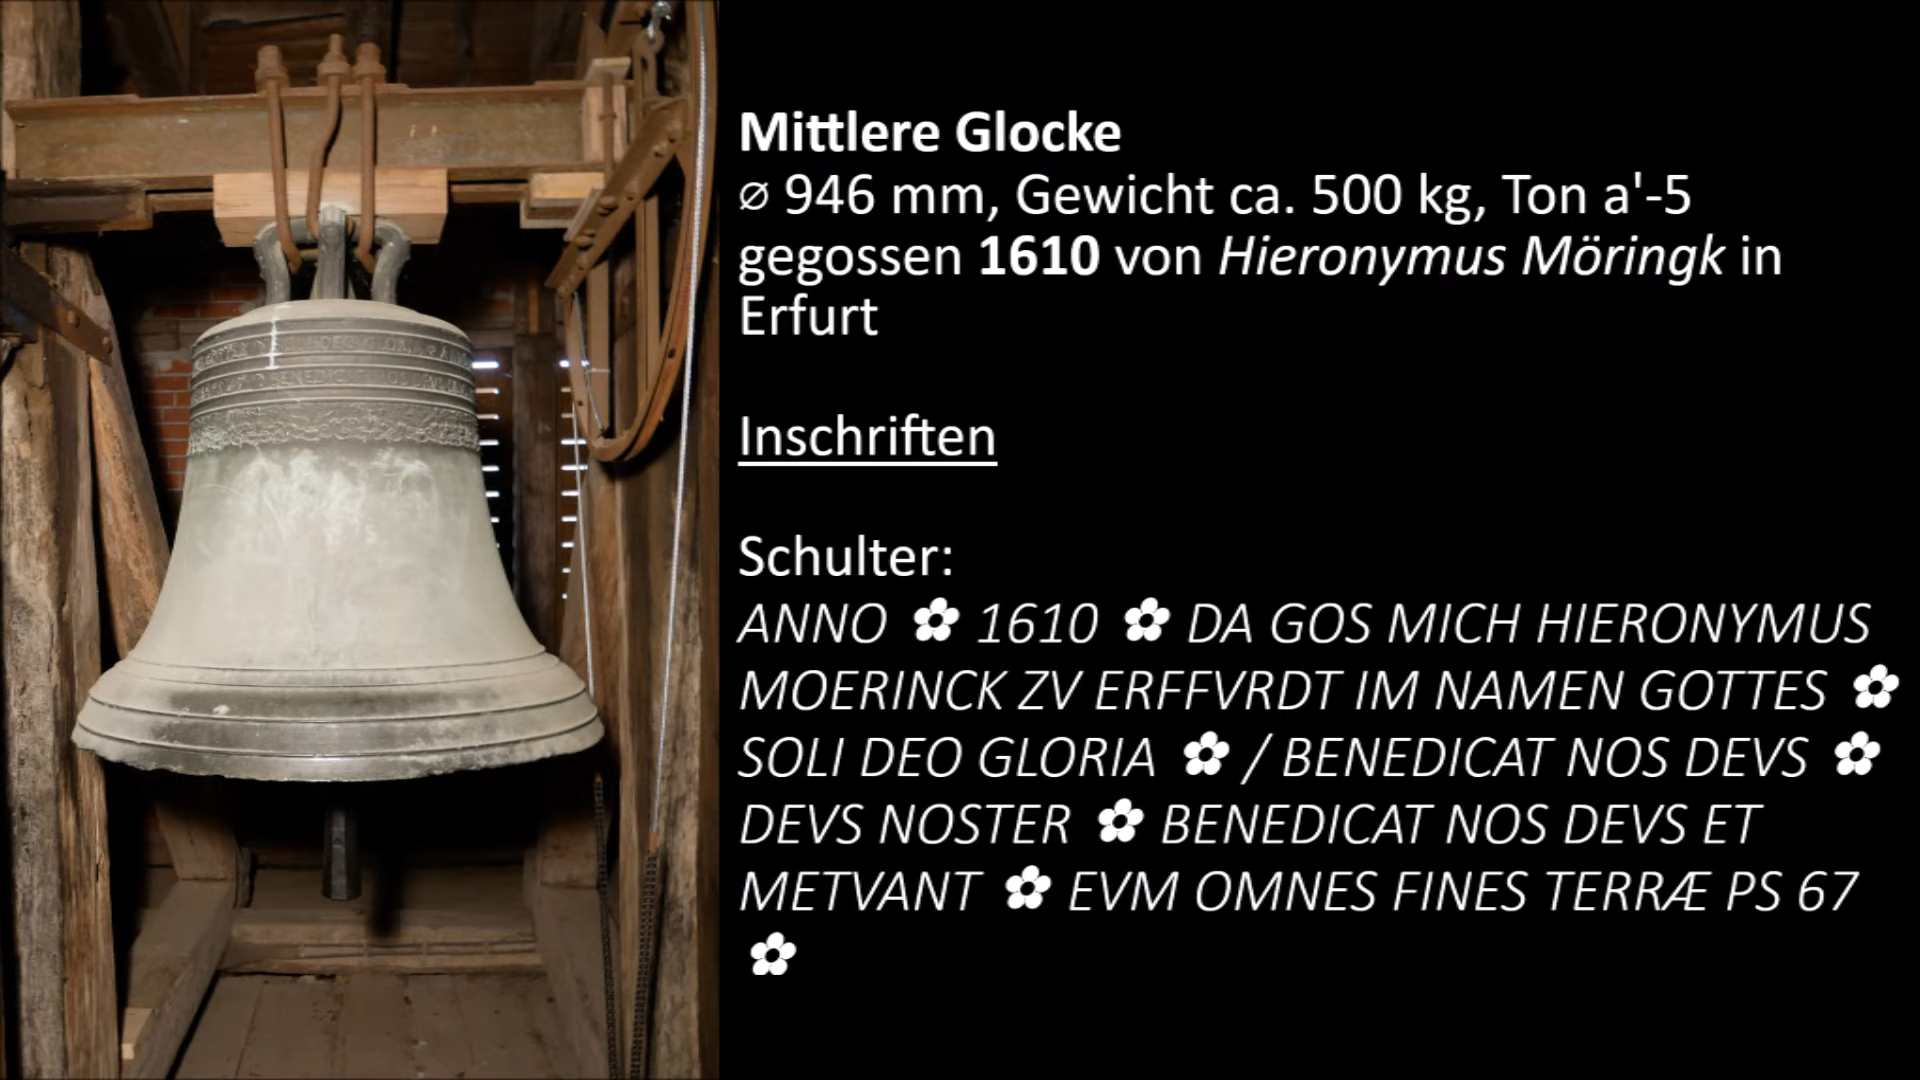 Mittlere Glocke
⌀ 946 mm, Gewicht ca. 500 kg, Ton a'-5
gegossen 1610 von Hieronymus Möringk in
Erfurt
Inschriften
Schulter:
ANNO ✿ 1610 ✿ DA GOS MICH HIERONYMUS
MOERINCK ZV ERFFVRDT IM NAMEN GOTTES ✿
SOLI DEO GLORIA ✿ / BENEDICAT NOS DEVS ✿
DEVS NOSTER ✿ BENEDICAT NOS DEVS ET
METVANT ✿ EVM OMNES FINES TERRÆ PS 67
✿